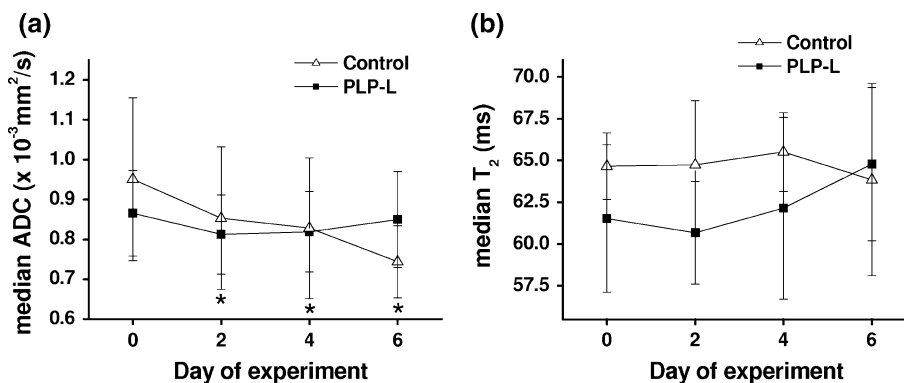 (a)
Control
PLP-L
median ADC (x 10⁻³mm²/s)
1.2
1.1
1.0
0.9
0.8
0.7
0.6
* * *
0 2 4 6
Day of experiment
(b)
Control
PLP-L
median T₂ (ms)
70.0
67.5
65.0
62.5
60.0
57.5
0 2 4 6
Day of experiment